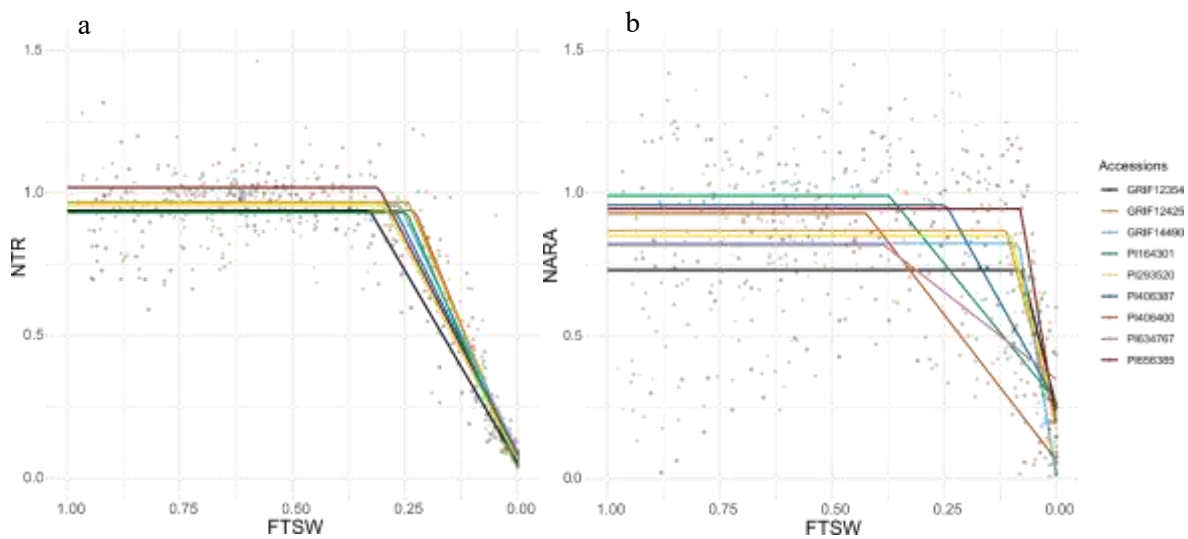 a
1.5
1.0
0.5
0.0
NTR
1.00
0.75
0.50
0.25
0.00
FTSW
b
1.5
1.0
0.5
0.0
NARA
1.00
0.75
0.50
0.25
0.00
FTSW
Accessions
GRIF12354
GRIF12425
GRIF14490
PI164301
PI293520
PI406387
PI406400
PI634767
PI656385